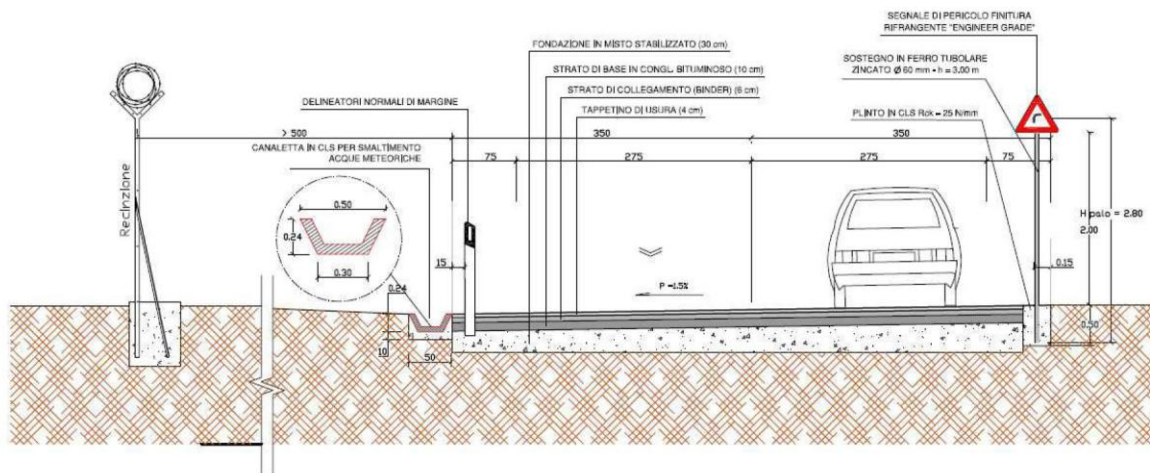 SEGNALE DI PERICOLO FINITURA
RIFRANGENTE "ENGINEER GRADE"
FONDAZIONE IN MISTO STABILIZZATO (30 cm)
SOSTEGNO IN FERRO TUBOLARE
ZINCATO Ø 60 mm - h = 3.00 m
STRATO DI BASE IN CONGL. BITUMINOSO (10 cm)
STRATO DI COLLEGAMENTO (BINDER) (6 cm)
DELINEATORI NORMALI DI MARGINE
TAPPETINO DI USURA (4 cm)
PLINTO IN CLS Rck = 25 N/mm
> 500
350
350
CANALETTA IN CLS PER SMALTIMENTO
ACQUE METEORICHE
75
275
275
75
Recinzione
0.50
0.24
0.30
H palo = 2.80
2.00
15
0.15
0.24
P =1.5%
0.50
10
50